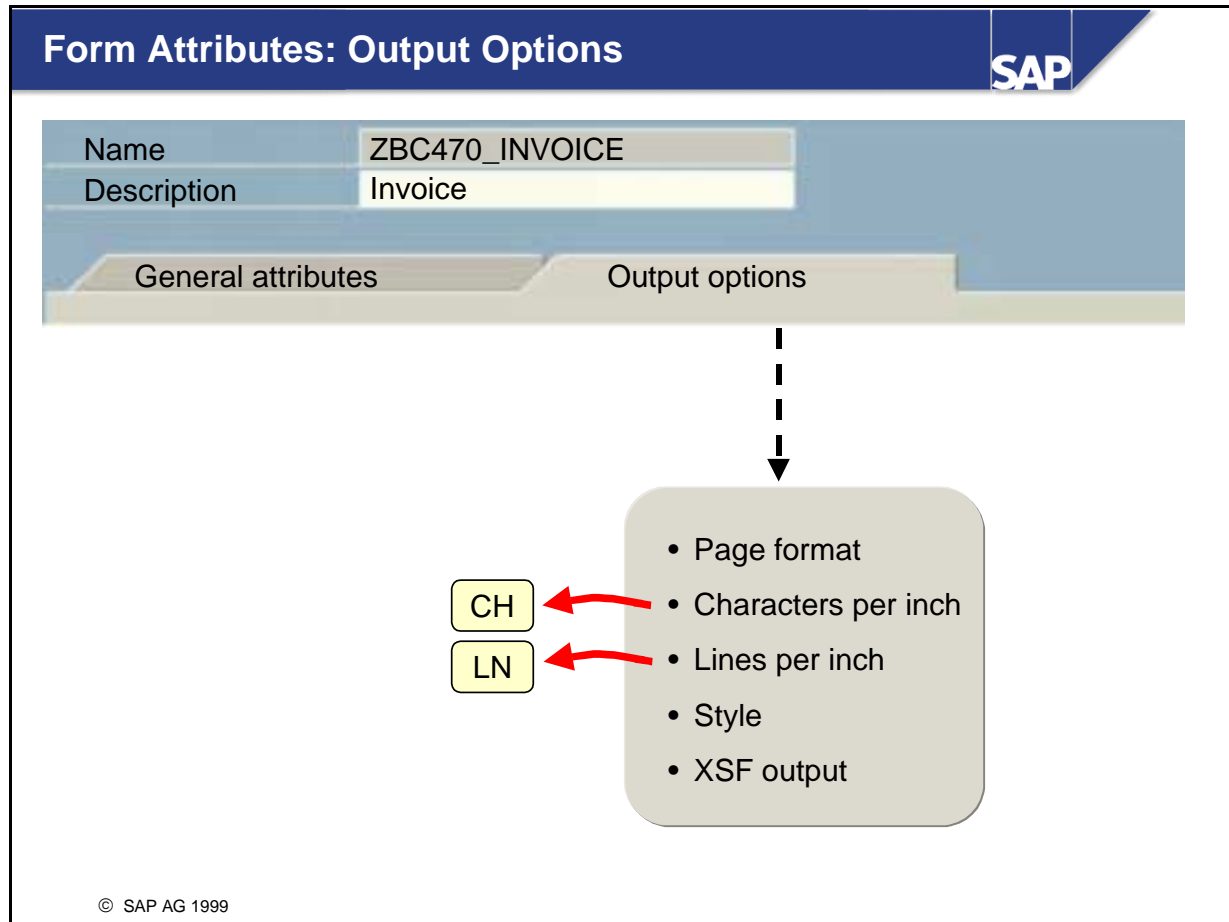 Form Attributes: Output Options
SAP
Name ZBC470_INVOICE
Description Invoice
General attributes Output options
• Page format
CH • Characters per inch
LN • Lines per inch
• Style
• XSF output
© SAP AG 1999